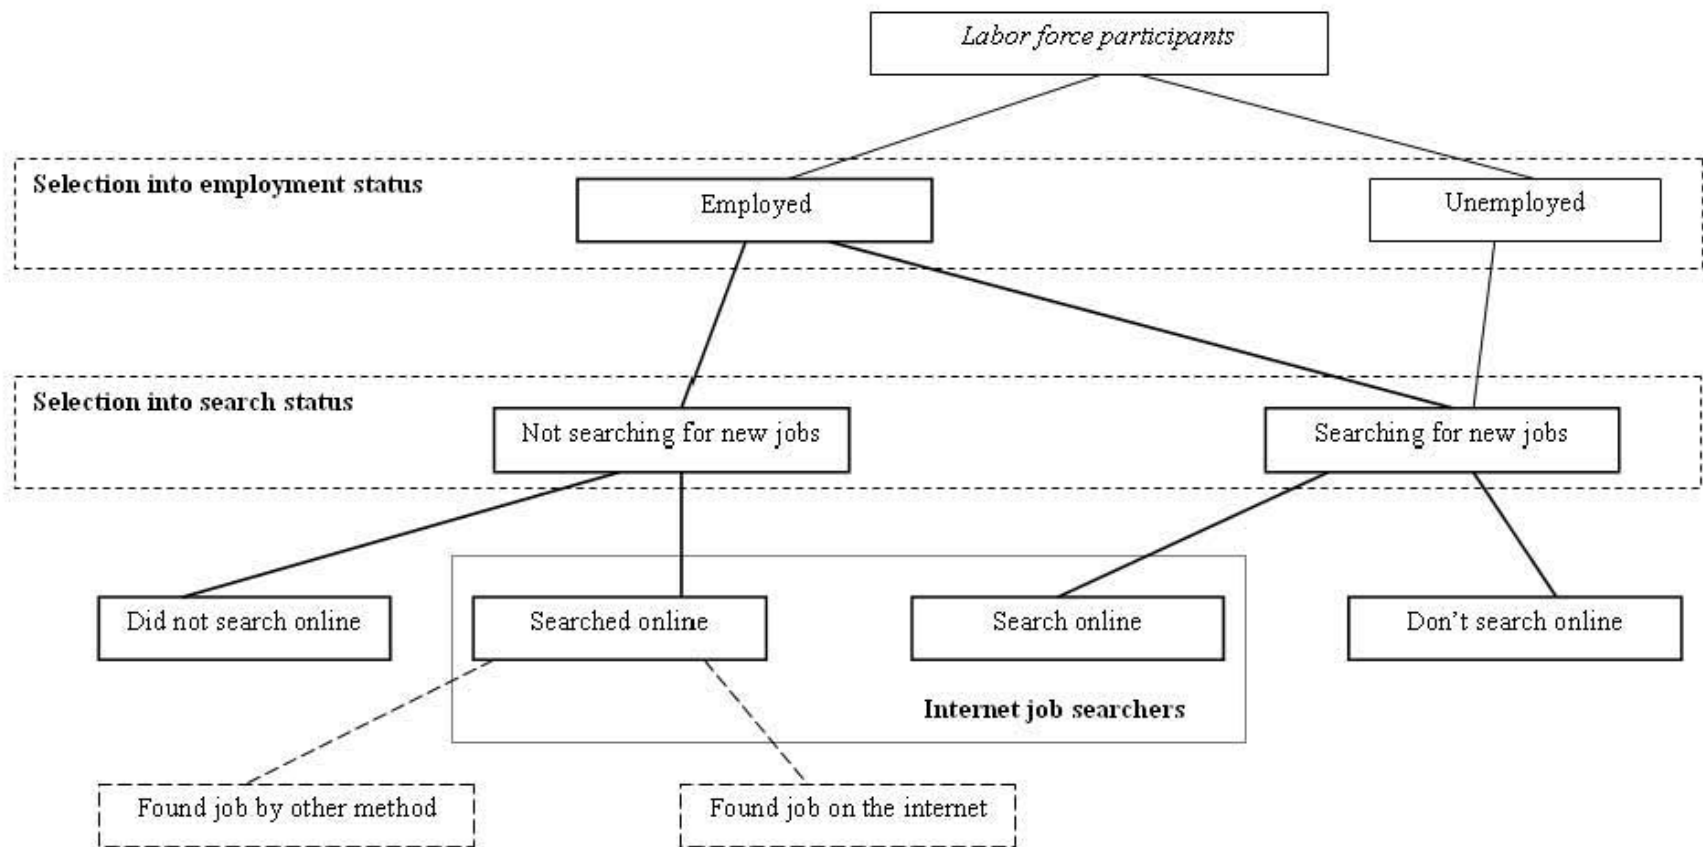 Labor force participants
Selection into employment status
Employed
Unemployed
Selection into search status
Not searching for new jobs
Searching for new jobs
Did not search online
Searched online
Search online
Don't search online
Internet job searchers
Found job by other method
Found job on the internet